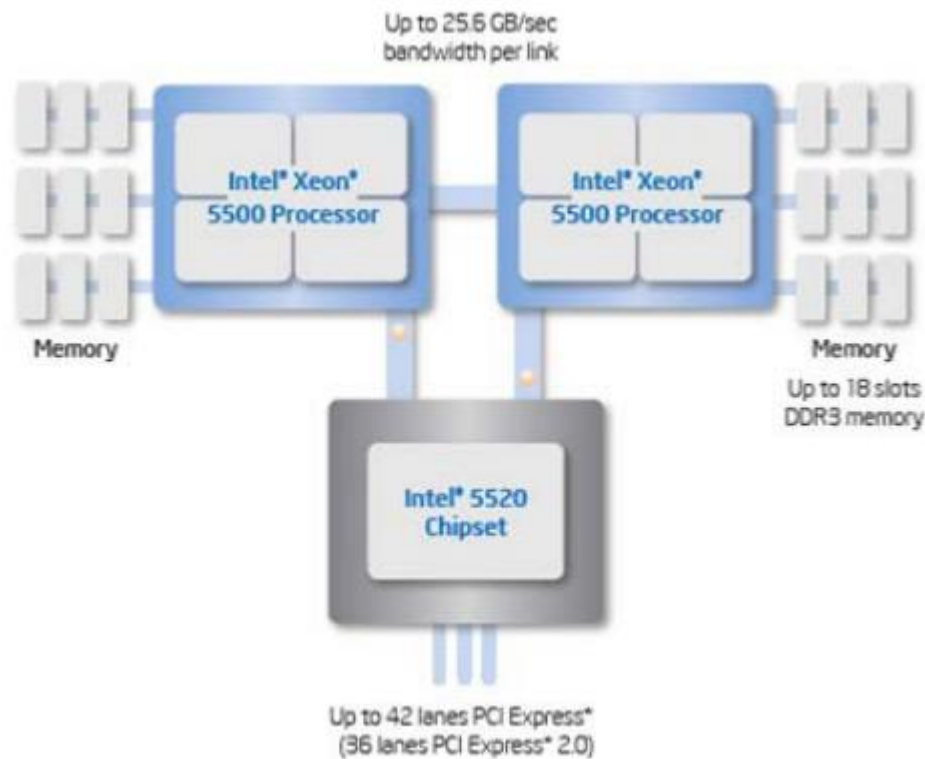 Up to 25.6 GB/sec
bandwidth per link
Intel® Xeon®
5500 Processor
Intel® Xeon®
5500 Processor
Memory
Memory
Up to 18 slots
DDR3 memory
Intel® 5520
Chipset
Up to 42 lanes PCI Express*
(36 lanes PCI Express* 2.0)